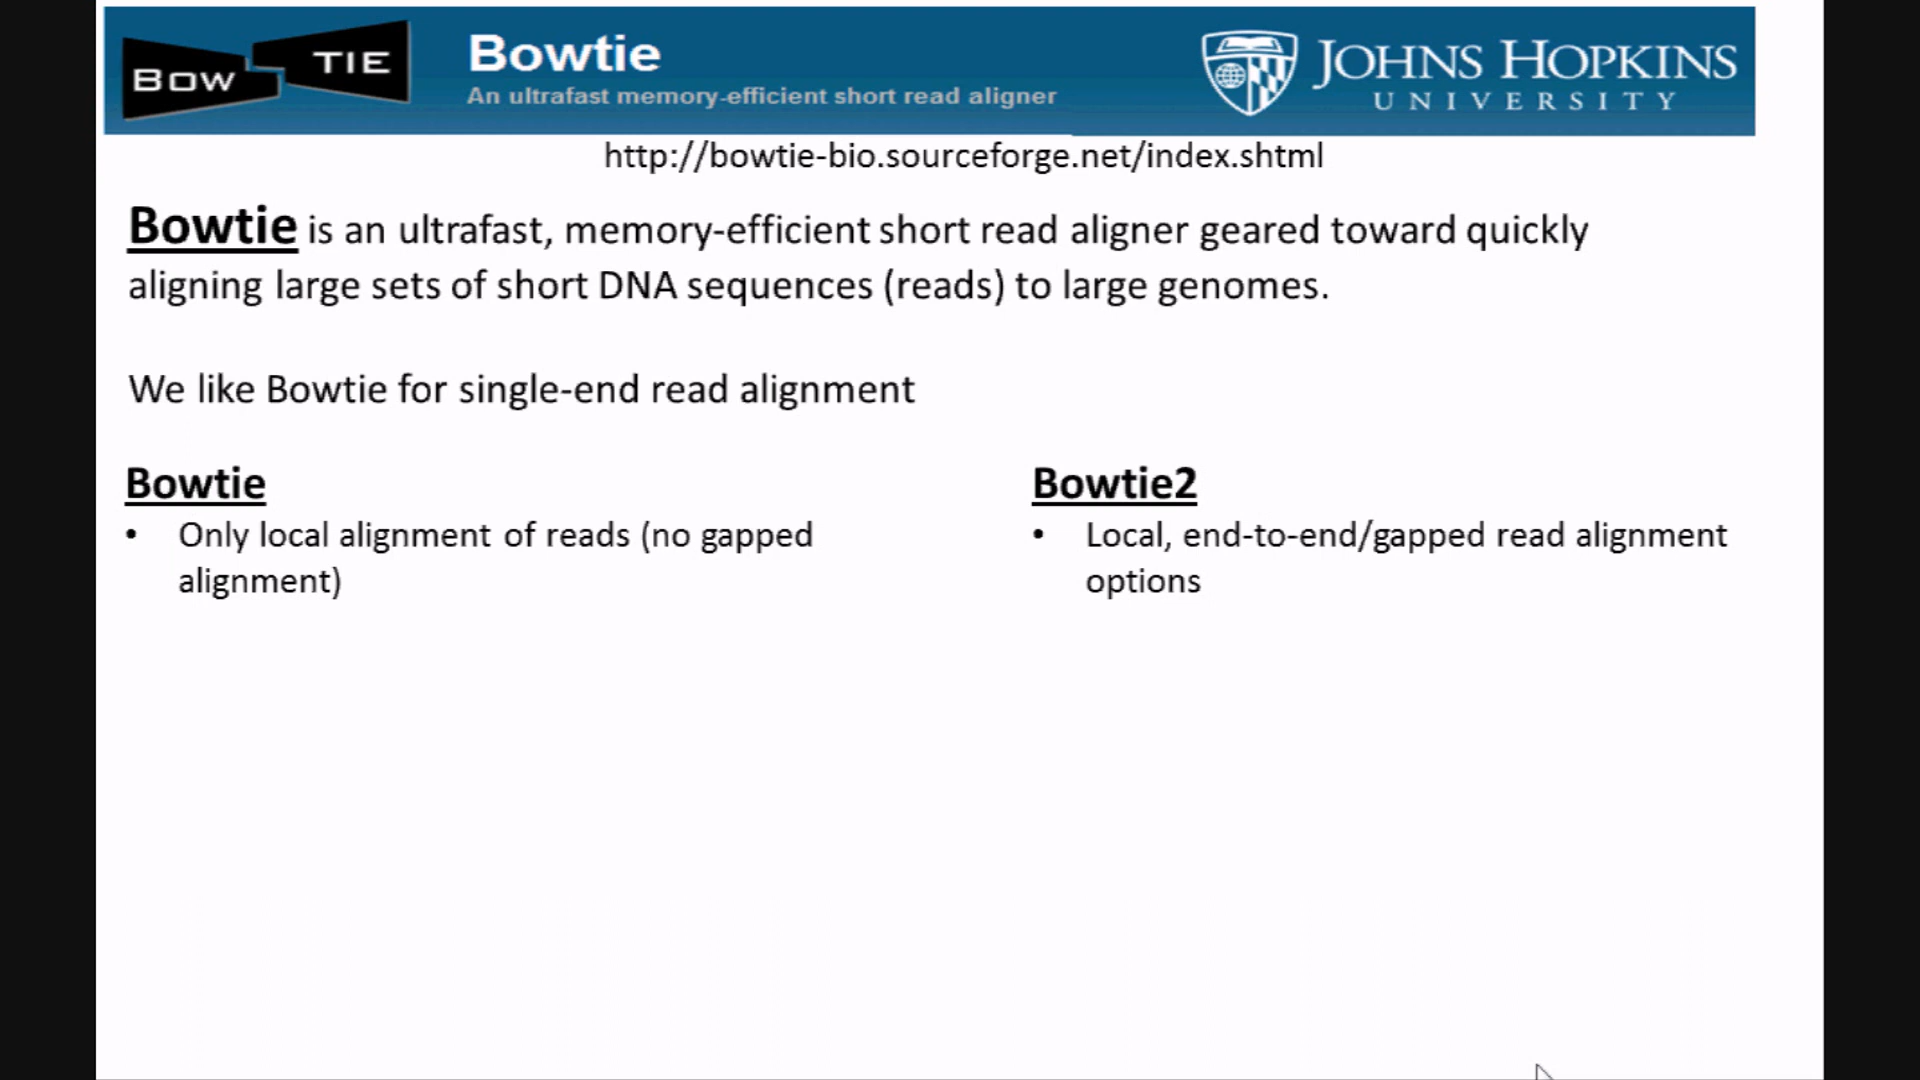 BOW TIE
Bowtie
An ultrafast memory-efficient short read aligner
JOHNS HOPKINS
UNIVERSITY
http://bowtie-bio.sourceforge.net/index.shtml
Bowtie is an ultrafast, memory-efficient short read aligner geared toward quickly
aligning large sets of short DNA sequences (reads) to large genomes.
We like Bowtie for single-end read alignment
Bowtie
• Only local alignment of reads (no gapped
alignment)
Bowtie2
• Local, end-to-end/gapped read alignment
options